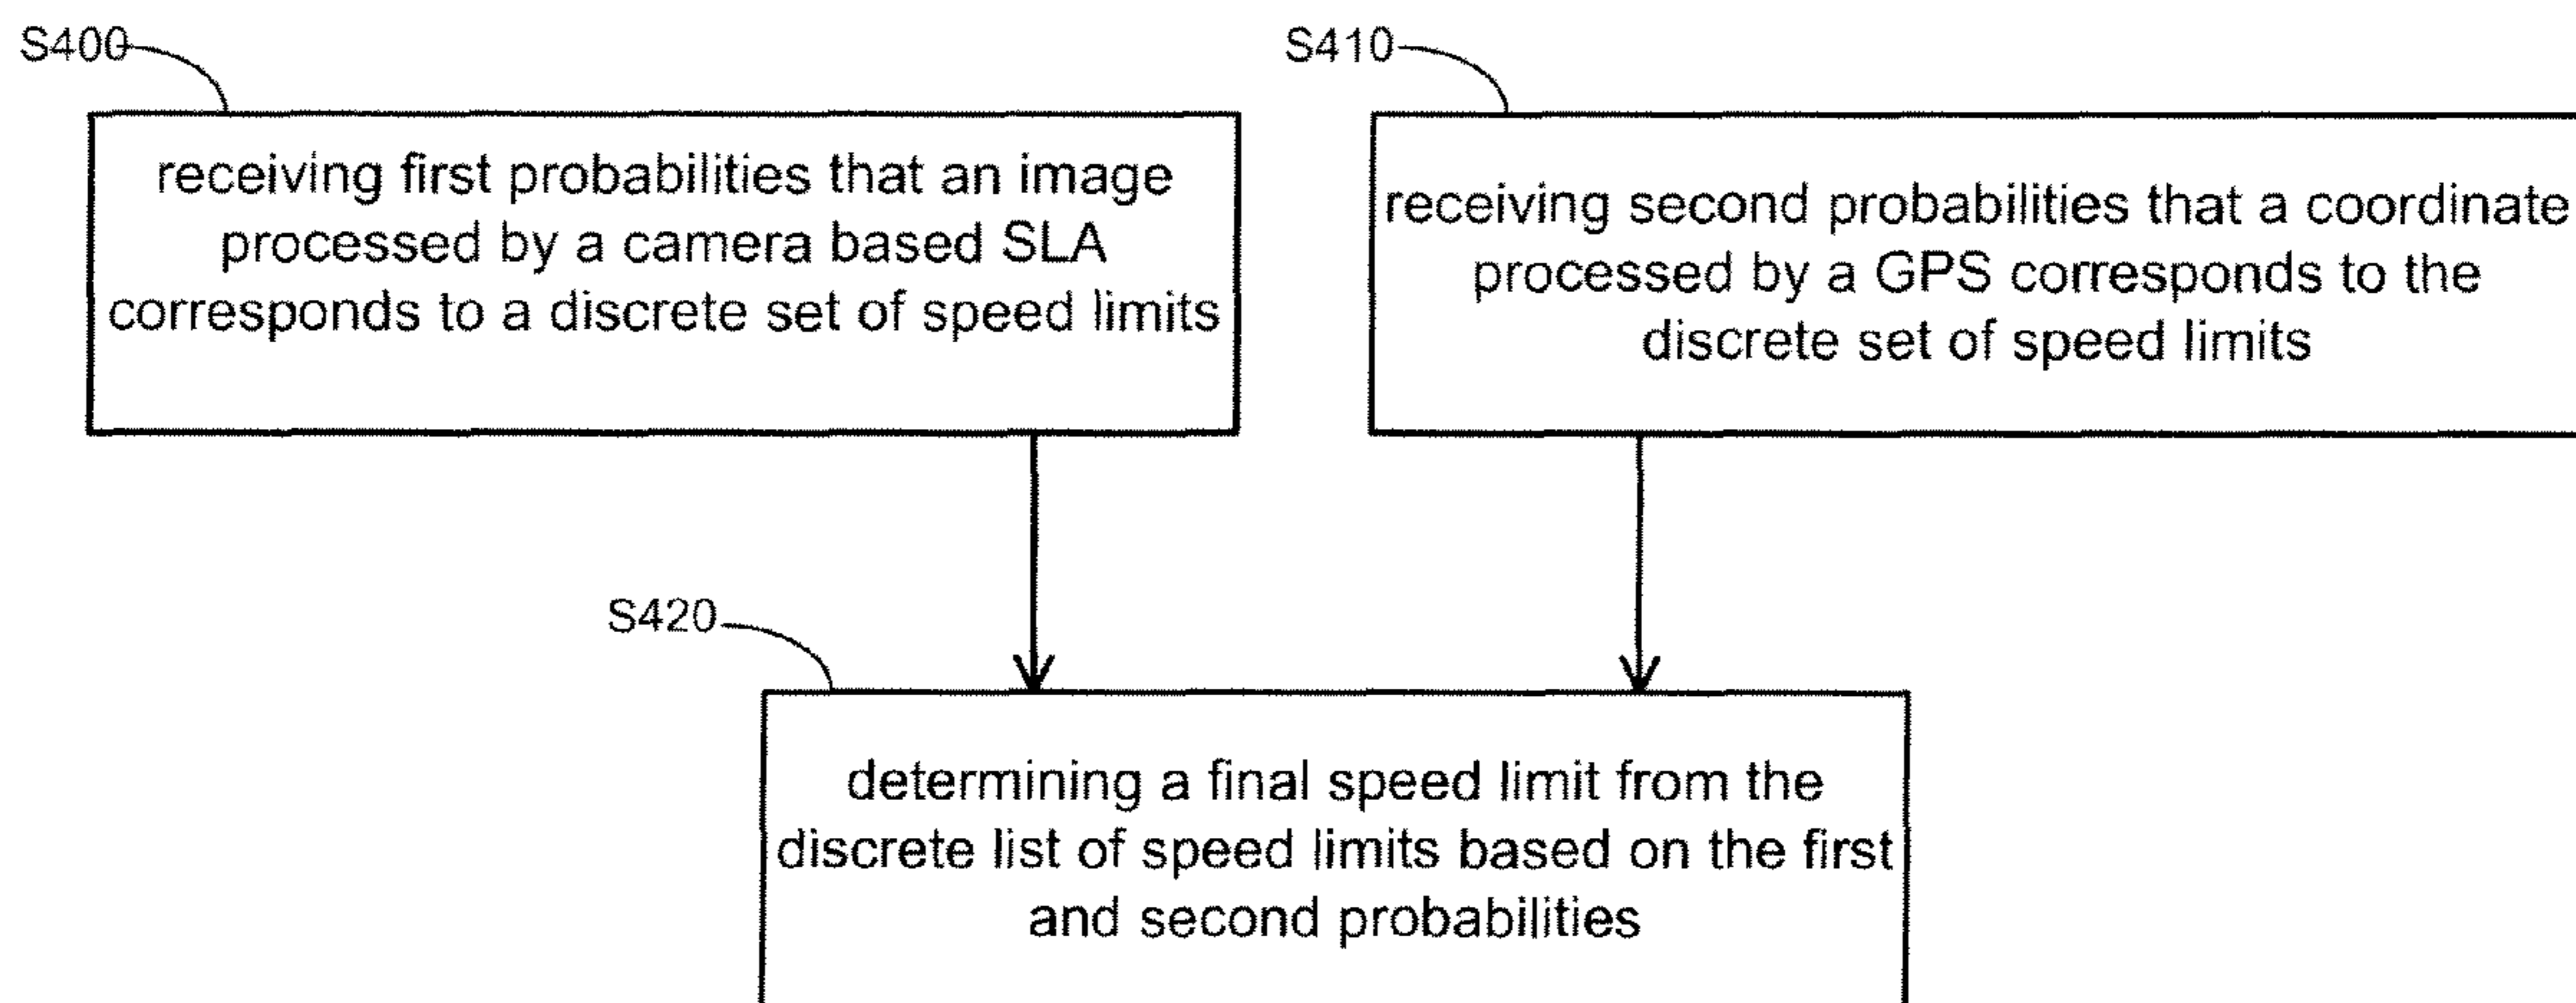 S400
receiving first probabilities that an image
processed by a camera based SLA
corresponds to a discrete set of speed limits
S410
receiving second probabilities that a coordinate
processed by a GPS corresponds to the
discrete set of speed limits
S420
determining a final speed limit from the
discrete list of speed limits based on the first
and second probabilities